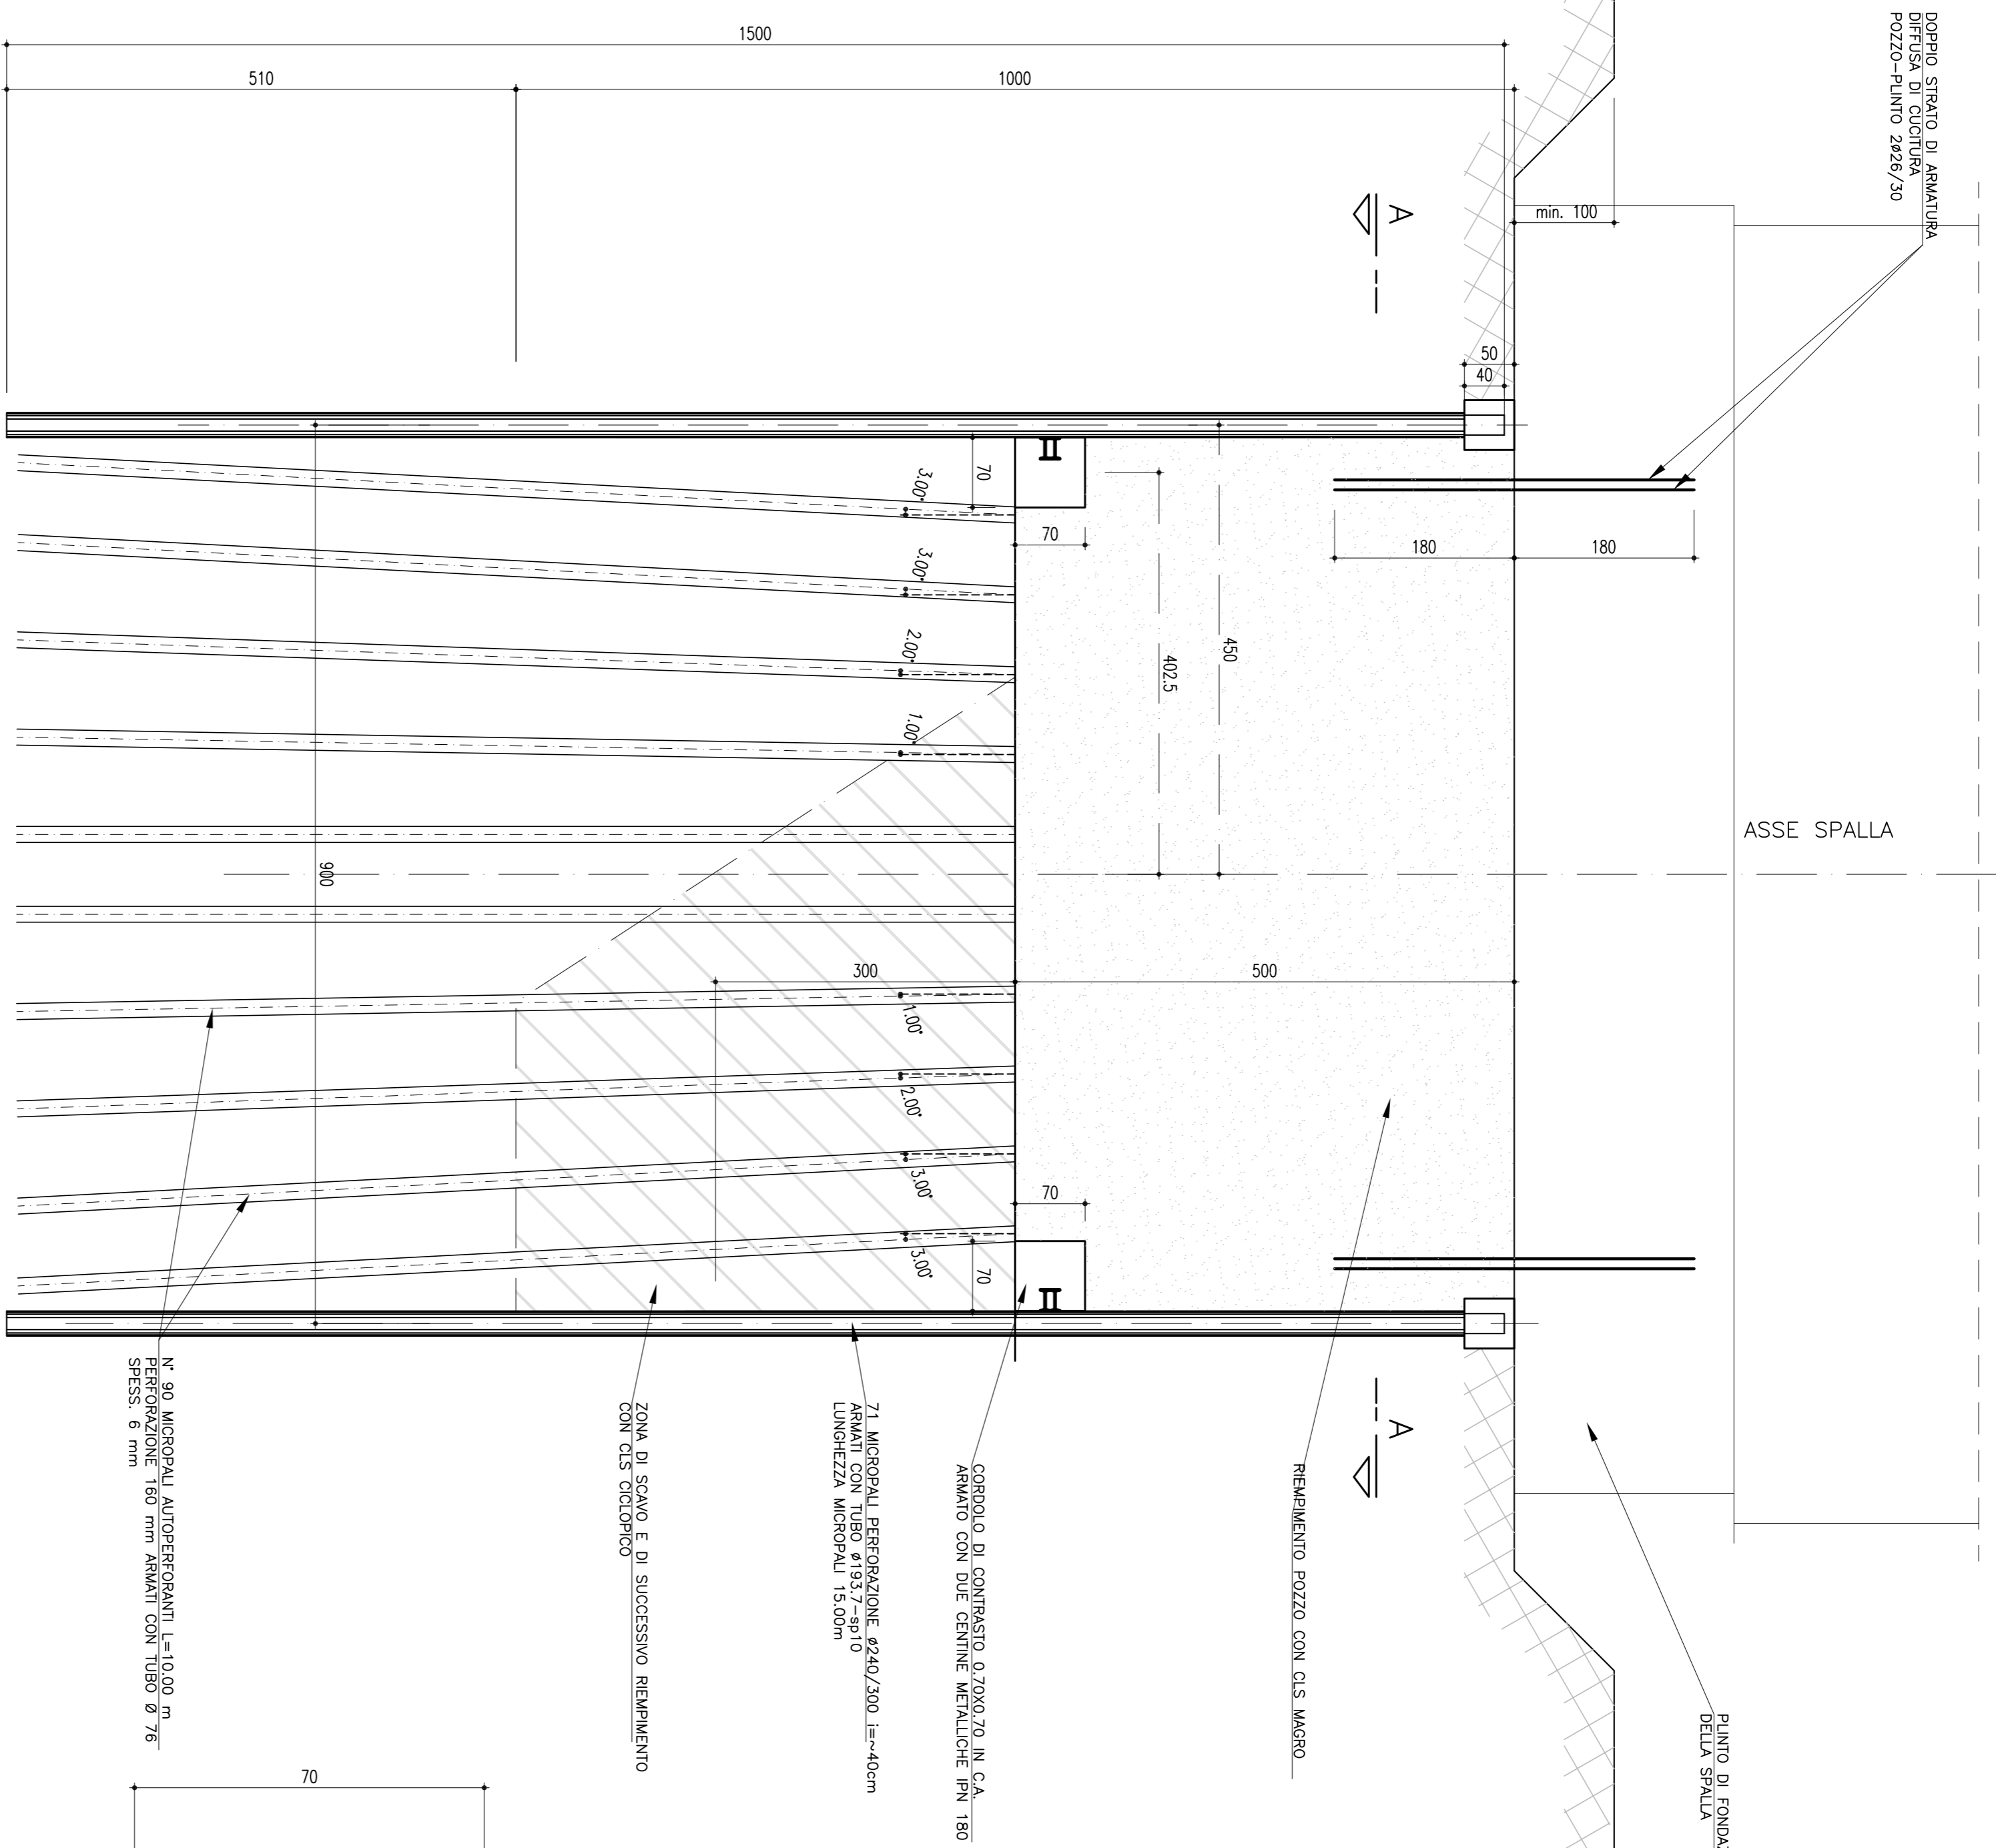 DOPPIO STRATO DI ARMATURA
DIFFUSA DI CUCITURA
POZZO-PLINTO 2ø26/30
1500
510
1000
min. 100
A
50
40
70
70
3.00°
3.00°
2.00°
1.00°
180
180
450
402.5
ASSE SPALLA
900
300
500
1.00°
2.00°
3.00°
3.00°
70
70
A
PLINTO DI
DELLA SPALLA
RIEMPIMENTO POZZO CON CLS MAGRO
CORDOLO DI CONTRASTO 0.70X0.70 IN C.A.
ARMATO CON DUE CENTINE METALLICHE IPN 180
71 MICROPALI PERFORAZIONE ø240/300 i=~40cm
ARMATI CON TUBO ø193.7-sp10
LUNGHEZZA MICROPALI 15.00m
ZONA DI SCAVO E DI SUCCESSIVO RIEMPIMENTO
CON CLS CICLOPICO
N° 90 MICROPALI AUTOPERFORANTI L=10.00 m
PERFORAZIONE 160 mm ARMATI CON TUBO Ø 76
SPESS. 6 mm
70